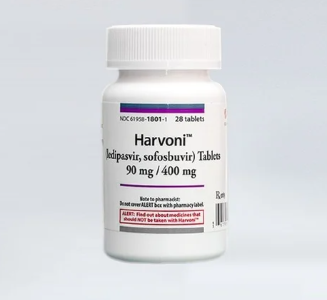 NDC 61958-1801-1 28 tablets
Harvoni™
ledipasvir, sofosbuvir) Tablets
90 mg / 400 mg
Note to pharmacist:
Do not cover ALERT box with pharmacy label.
ALERT: Find out about medicines that
should NOT be taken with Harvoni™